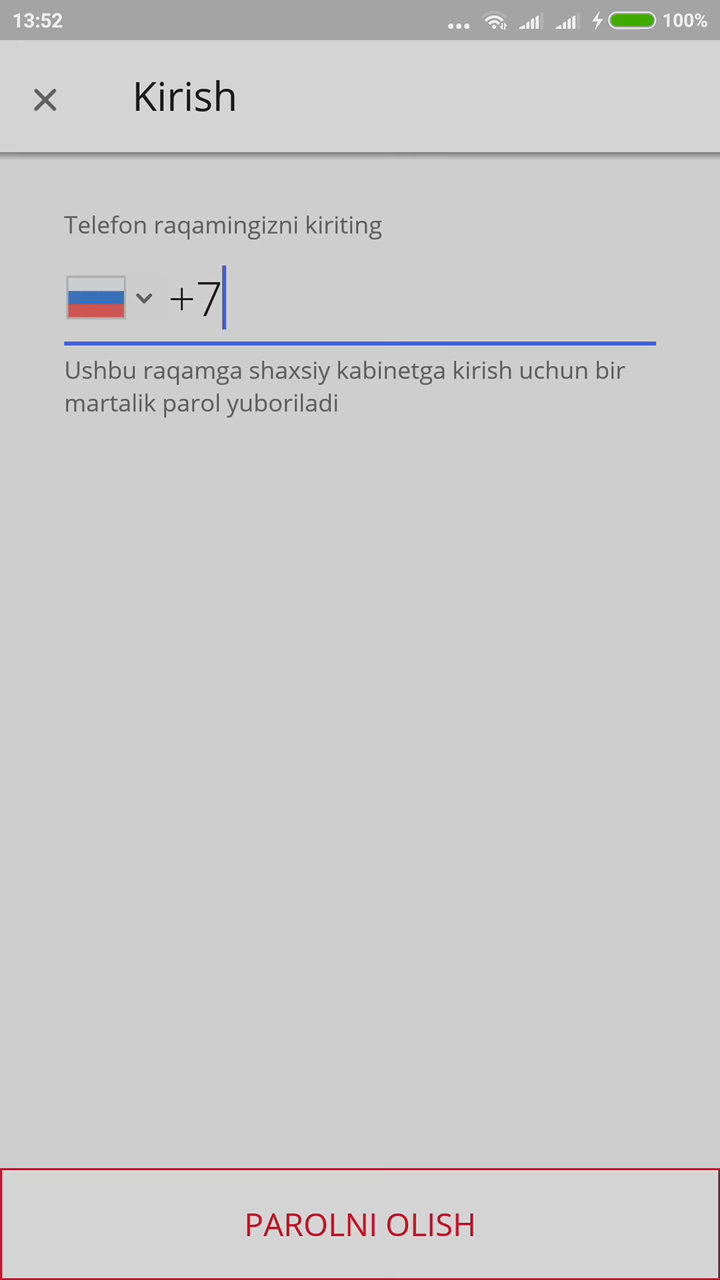 13:52
100%
Kirish
Telefon raqamingizni kiriting
+7
Ushbu raqamga shaxsiy kabinetga kirish uchun bir
martalik parol yuboriladi
PAROLNI OLISH